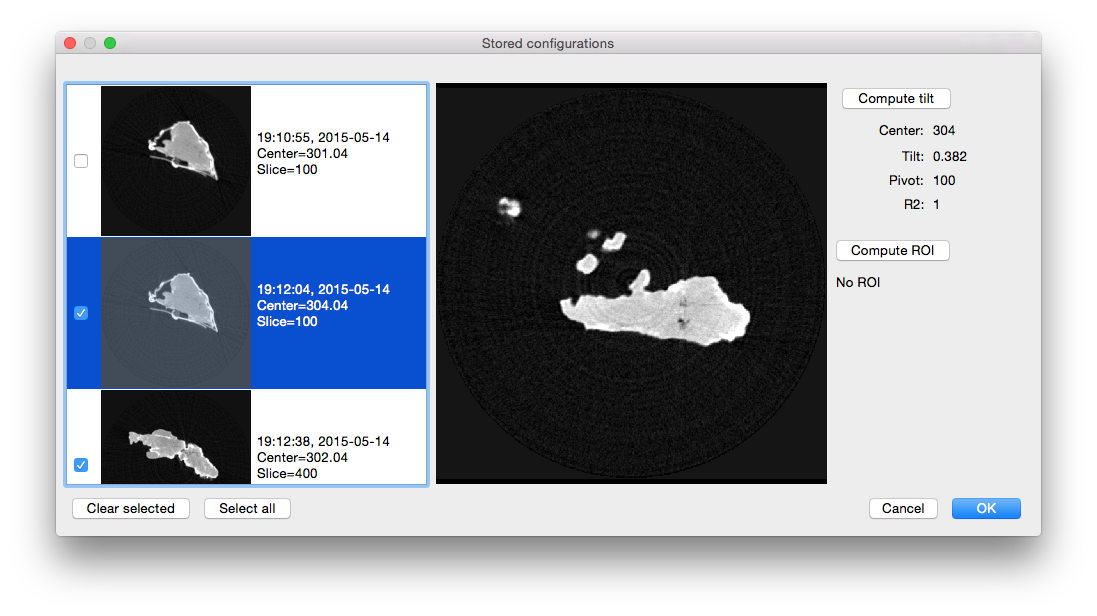 Stored configurations
19:10:55, 2015-05-14
Center=301.04
Slice=100
19:12:04, 2015-05-14
Center=304.04
Slice=100
19:12:38, 2015-05-14
Center=302.04
Slice=400
Clear selected
Select all
Compute tilt
Center: 304
Tilt: 0.382
Pivot: 100
R2: 1
Compute ROI
No ROI
Cancel
OK